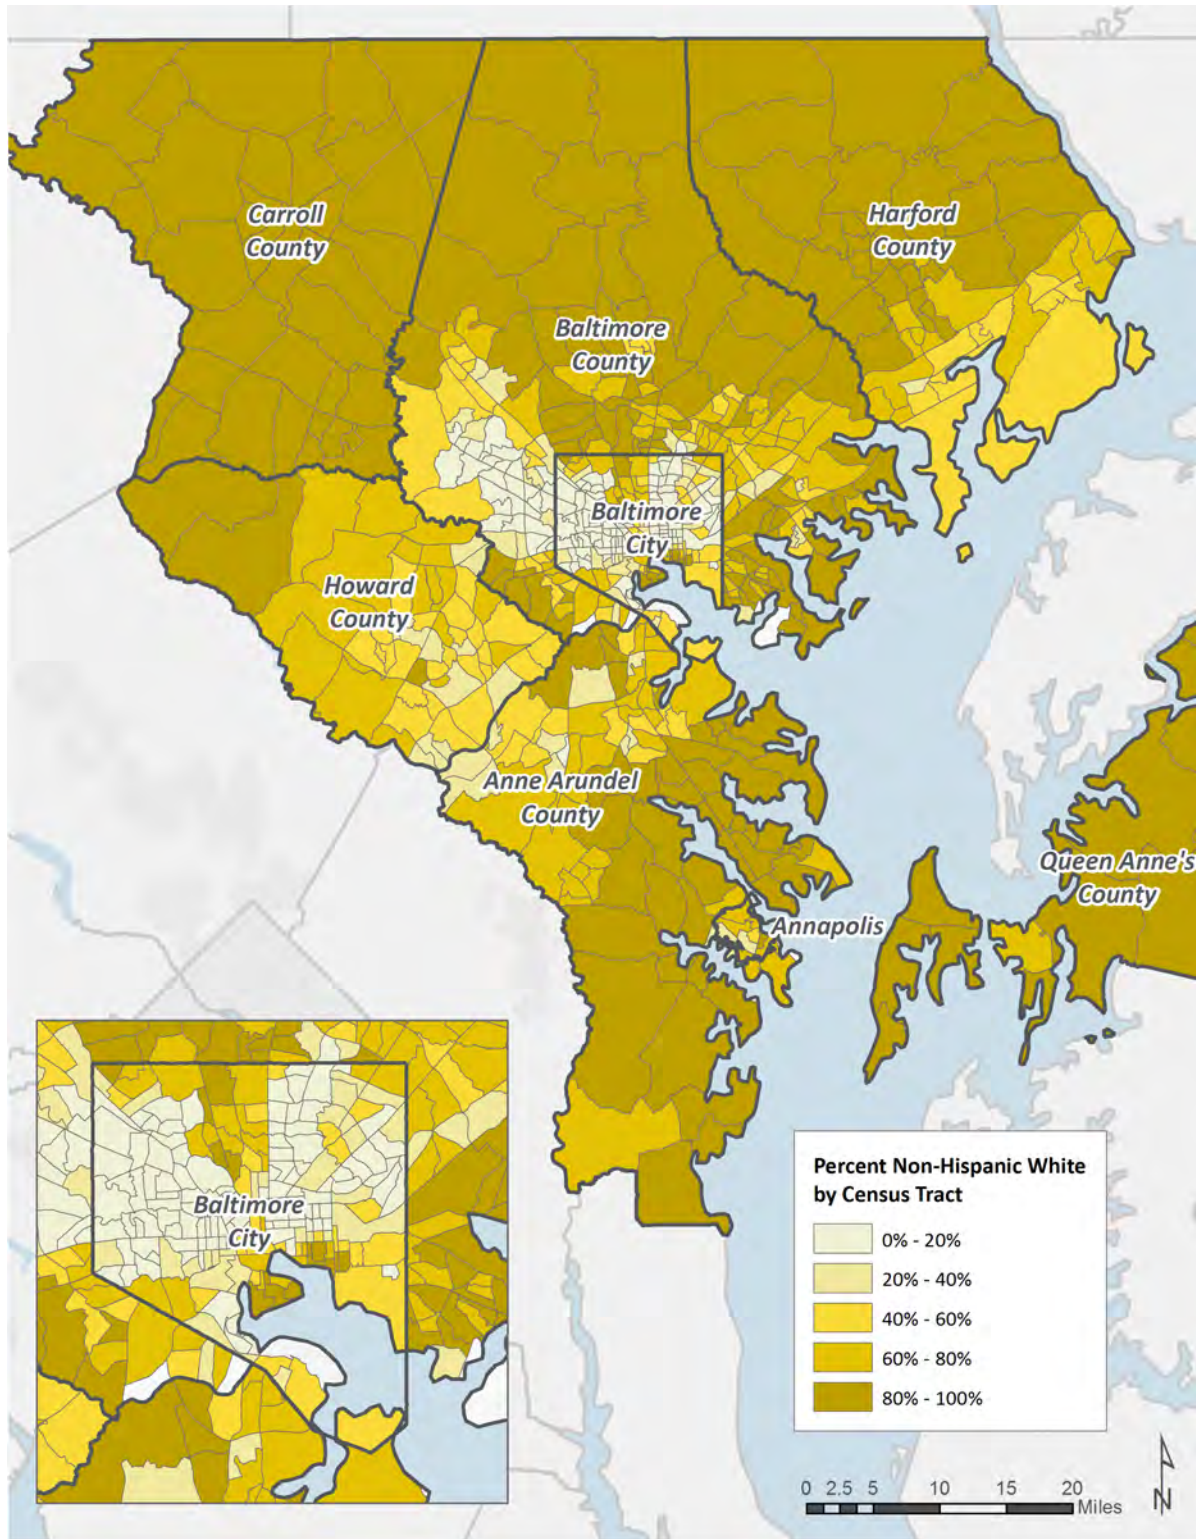 Carroll
County
Harford
County
Baltimore
County
Baltimore
City
Howard
County
Anne Arundel
County
Queen Anne's
County
Annapolis
Baltimore
City
Percent Non-Hispanic White
by Census Tract
0% - 20%
20% - 40%
40% - 60%
60% - 80%
80% - 100%
0 2.5 5 10 15 20
Miles
N